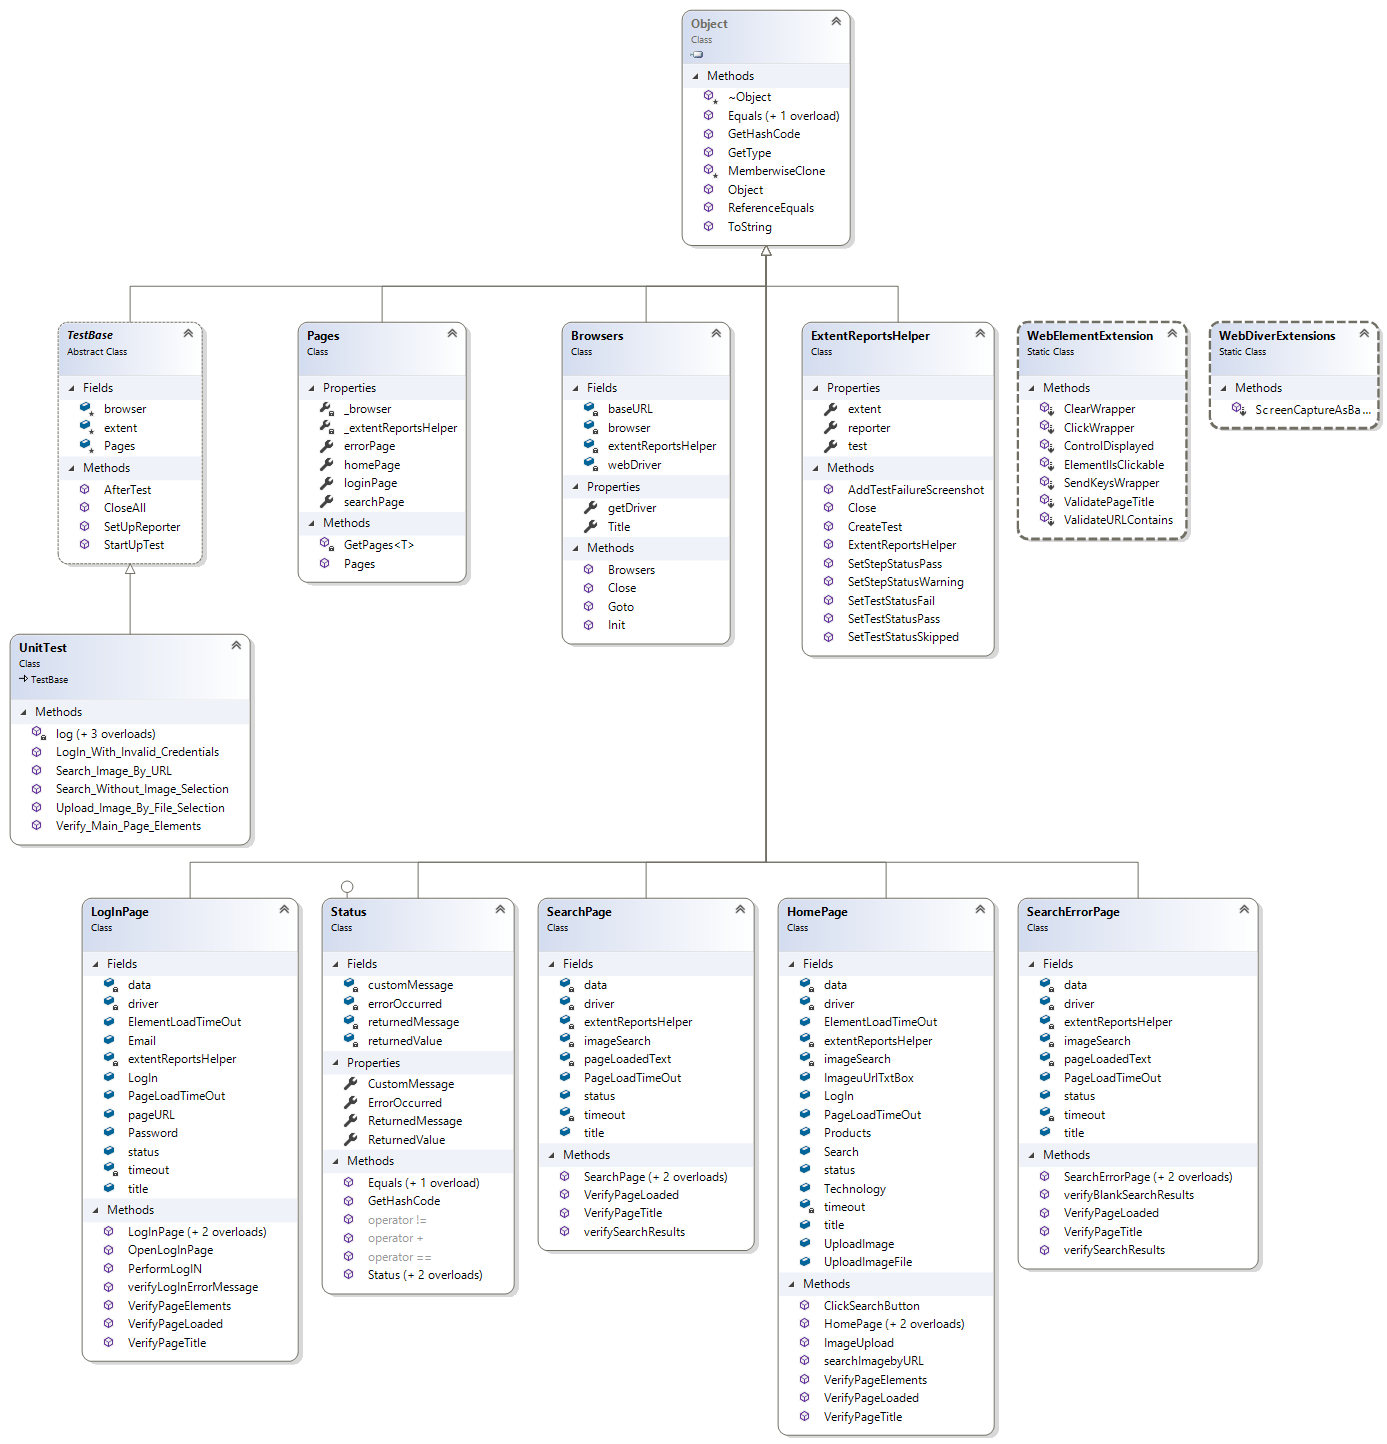 Object
Class
Methods
~Object
Equals (+ 1 overload)
GetHashCode
GetType
MemberwiseClone
Object
ReferenceEquals
ToString
TestBase
Abstract Class
Fields
browser
extent
Pages
Methods
AfterTest
CloseAll
SetUpReporter
StartUpTest
Pages
Class
Properties
_browser
_extentReportsHelper
errorPage
homePage
loginPage
searchPage
Methods
GetPages<T>
Pages
Browsers
Class
Fields
baseURL
browser
extentReportsHelper
webDriver
Properties
getDriver
Title
Methods
Browsers
Close
Goto
Init
ExtentReportsHelper
Class
Properties
extent
reporter
test
Methods
AddTestFailureScreenshot
Close
CreateTest
ExtentReportsHelper
SetStepStatusPass
SetStepStatusWarning
SetTestStatusFail
SetTestStatusPass
SetTestStatusSkipped
WebElementExtension
Static Class
Methods
ClearWrapper
ClickWrapper
ControlDisplayed
ElementIIsClickable
SendKeysWrapper
ValidatePageTitle
ValidateURLContains
WebDiverExtensions
Static Class
Methods
ScreenCaptureAsBa...
UnitTest
Class
TestBase
Methods
log (+ 3 overloads)
LogIn_With_Invalid_Credentials
Search_Image_By_URL
Search_Without_Image_Selection
Upload_Image_By_File_Selection
Verify_Main_Page_Elements
LogInPage
Class
Fields
data
driver
ElementLoadTimeOut
Email
extentReportsHelper
LogIn
PageLoadTimeOut
pageURL
Password
status
timeout
title
Methods
LogInPage (+ 2 overloads)
OpenLogInPage
PerformLogIN
verifyLogInErrorMessage
VerifyPageElements
VerifyPageLoaded
VerifyPageTitle
Status
Class
Fields
customMessage
errorOccurred
returnedMessage
returnedValue
Properties
CustomMessage
ErrorOccurred
ReturnedMessage
ReturnedValue
Methods
Equals (+ 1 overload)
GetHashCode
operator !=
operator +
operator ==
Status (+ 2 overloads)
SearchPage
Class
Fields
data
driver
extentReportsHelper
imageSearch
pageLoadedText
PageLoadTimeOut
status
timeout
title
Methods
SearchPage (+ 2 overloads)
VerifyPageLoaded
VerifyPageTitle
verifySearchResults
HomePage
Class
Fields
data
driver
ElementLoadTimeOut
extentReportsHelper
imageSearch
ImageuUrlTxtBox
LogIn
PageLoadTimeOut
Products
Search
status
Technology
timeout
title
UploadImage
UploadImageFile
Methods
ClickSearchButton
HomePage (+ 2 overloads)
ImageUpload
searchImagebyURL
VerifyPageElements
VerifyPageLoaded
VerifyPageTitle
SearchErrorPage
Class
Fields
data
driver
extentReportsHelper
imageSearch
pageLoadedText
PageLoadTimeOut
status
timeout
title
Methods
SearchErrorPage (+ 2 overloads)
verifyBlankSearchResults
VerifyPageLoaded
VerifyPageTitle
verifySearchResults